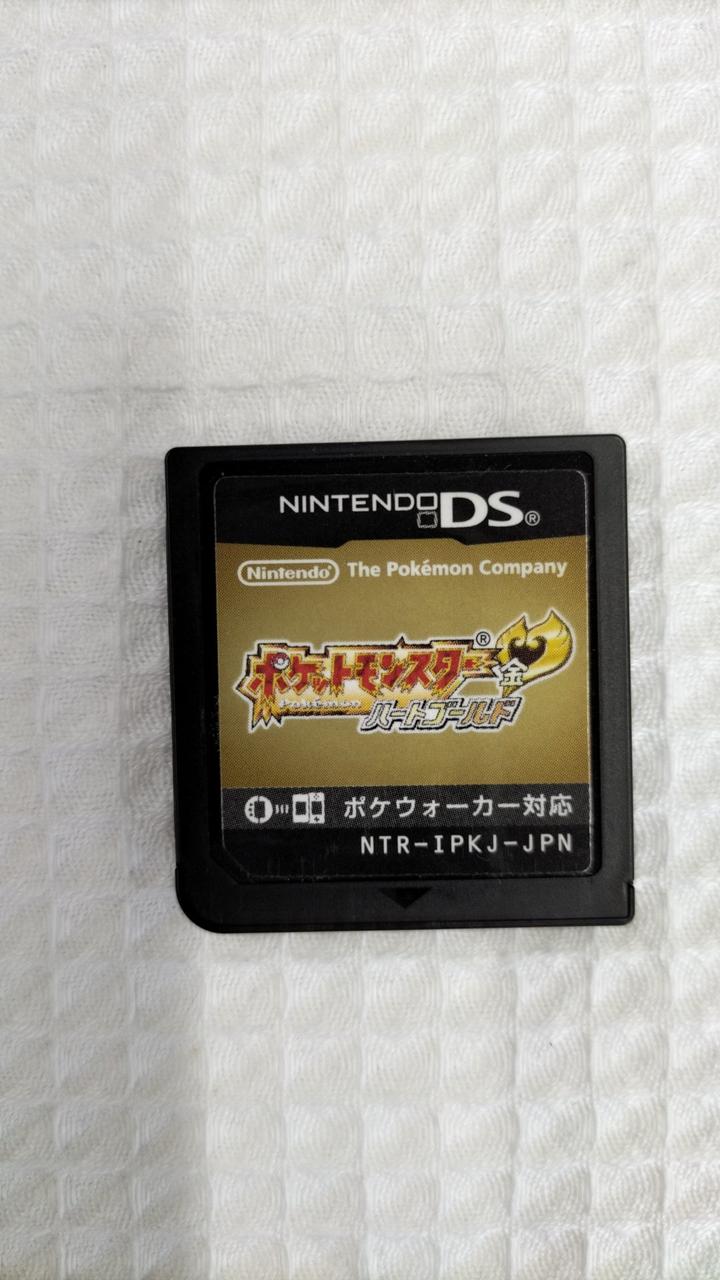 NINTENDO DS®
Nintendo® The Pokémon Company
ポケットモンスター®
Pokémon
金
ハートゴールド
ポケウォーカー対応
NTR-IPKJ-JPN